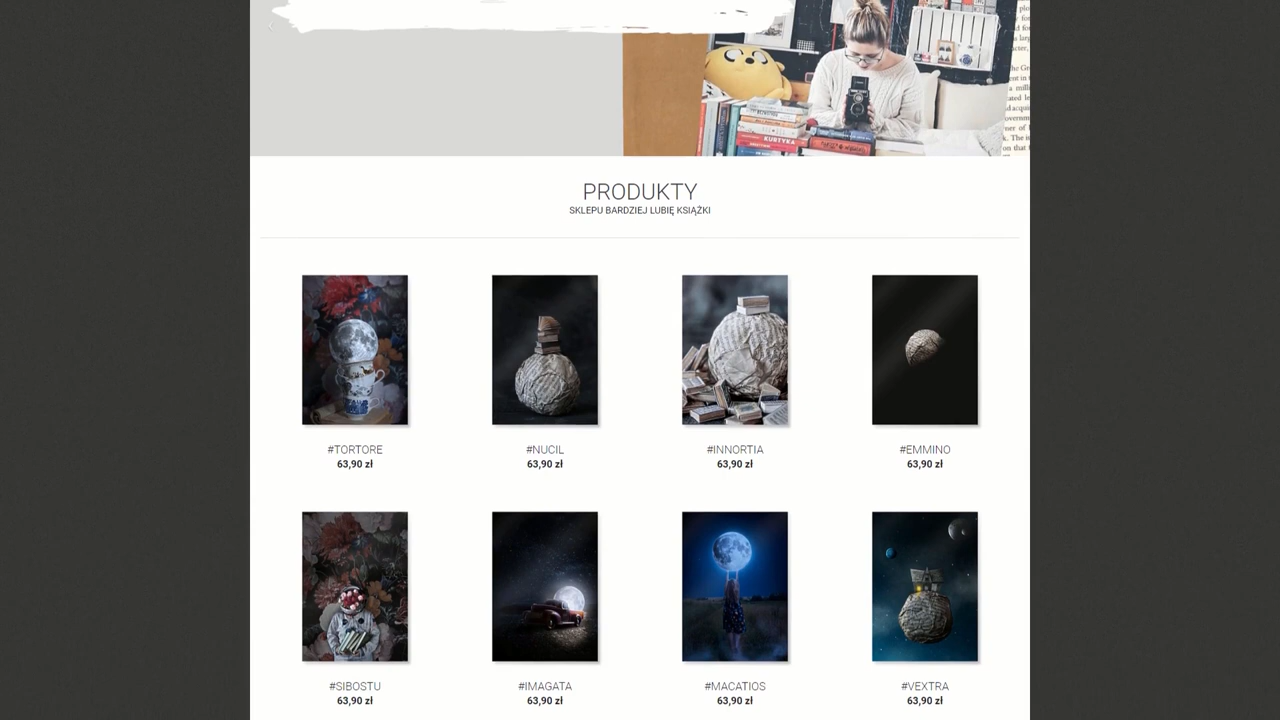 KURTYKA
PRODUKTY
SKLEPU BARDZIEJ LUBIĘ KSIĄŻKI
#TORTORE
63,90 zł
#NUCIL
63,90 zł
#INNORTIA
63,90 zł
#EMMINO
63,90 zł
#SIBOSTU
63,90 zł
#IMAGATA
63,90 zł
#MACATIOS
63,90 zł
#VEXTRA
63,90 zł